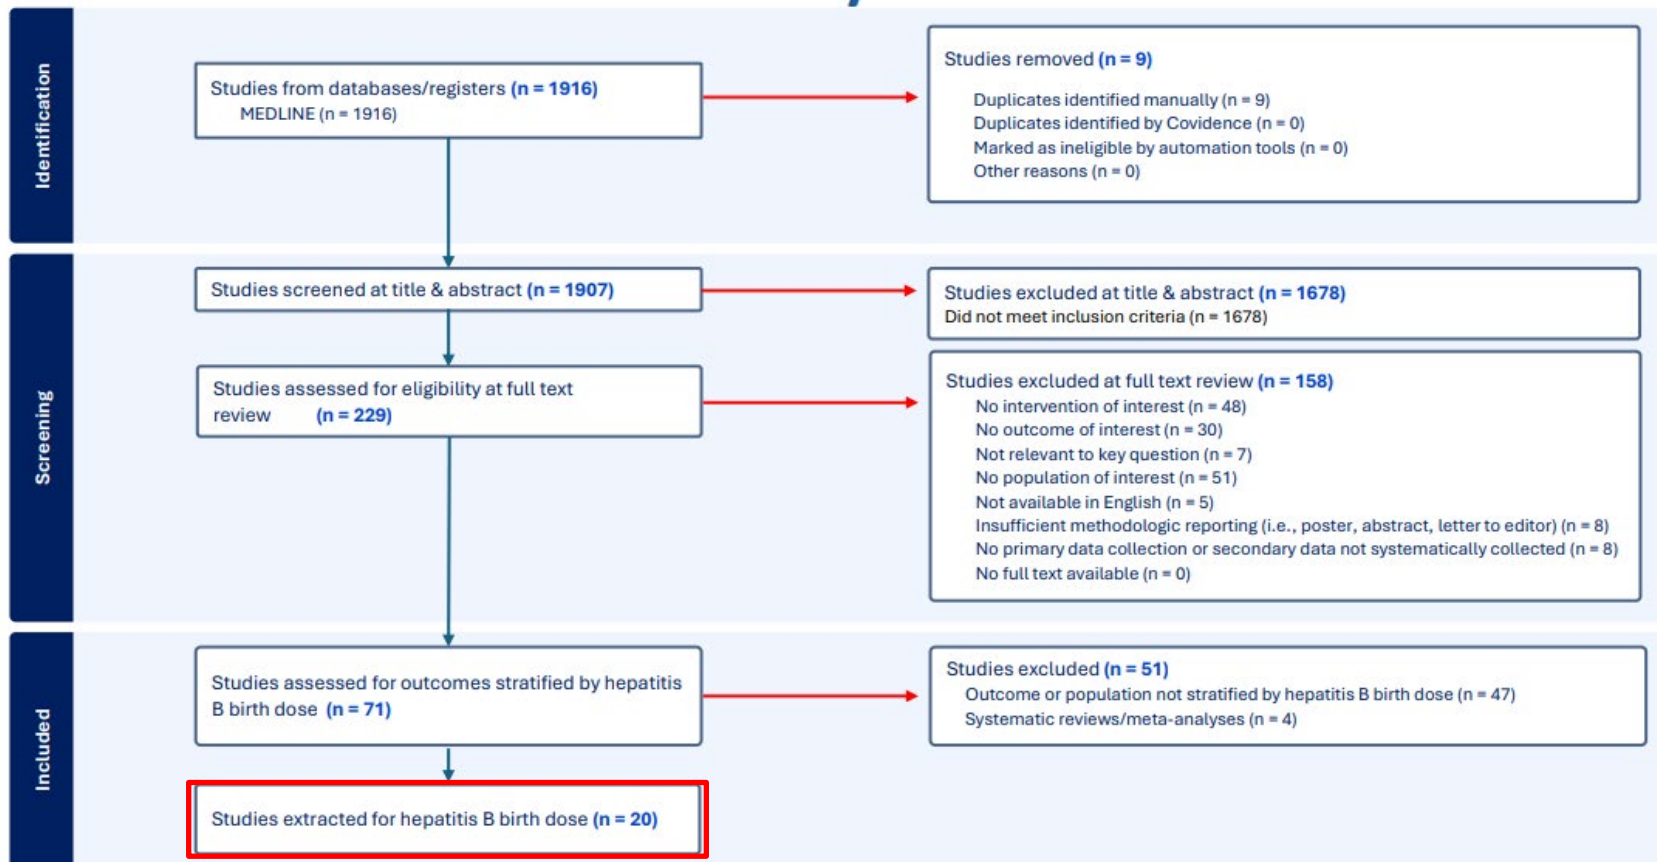 Identification
Studies from databases/registers (n = 1916)
MEDLINE (n = 1916)
Studies removed (n = 9)
Duplicates identified manually (n = 9)
Duplicates identified by Covidence (n = 0)
Marked as ineligible by automation tools (n = 0)
Other reasons (n = 0)
Screening
Studies screened at title & abstract (n = 1907)
Studies excluded at title & abstract (n = 1678)
Did not meet inclusion criteria (n = 1678)
Studies assessed for eligibility at full text
review (n = 229)
Studies excluded at full text review (n = 158)
No intervention of interest (n = 48)
No outcome of interest (n = 30)
Not relevant to key question (n = 7)
No population of interest (n = 51)
Not available in English (n = 5)
Insufficient methodologic reporting (i.e., poster, abstract, letter to editor) (n = 8)
No primary data collection or secondary data not systematically collected (n = 8)
No full text available (n = 0)
Included
Studies assessed for outcomes stratified by hepatitis
B birth dose (n = 71)
Studies excluded (n = 51)
Outcome or population not stratified by hepatitis B birth dose (n = 47)
Systematic reviews/meta-analyses (n = 4)
Studies extracted for hepatitis B birth dose (n = 20)